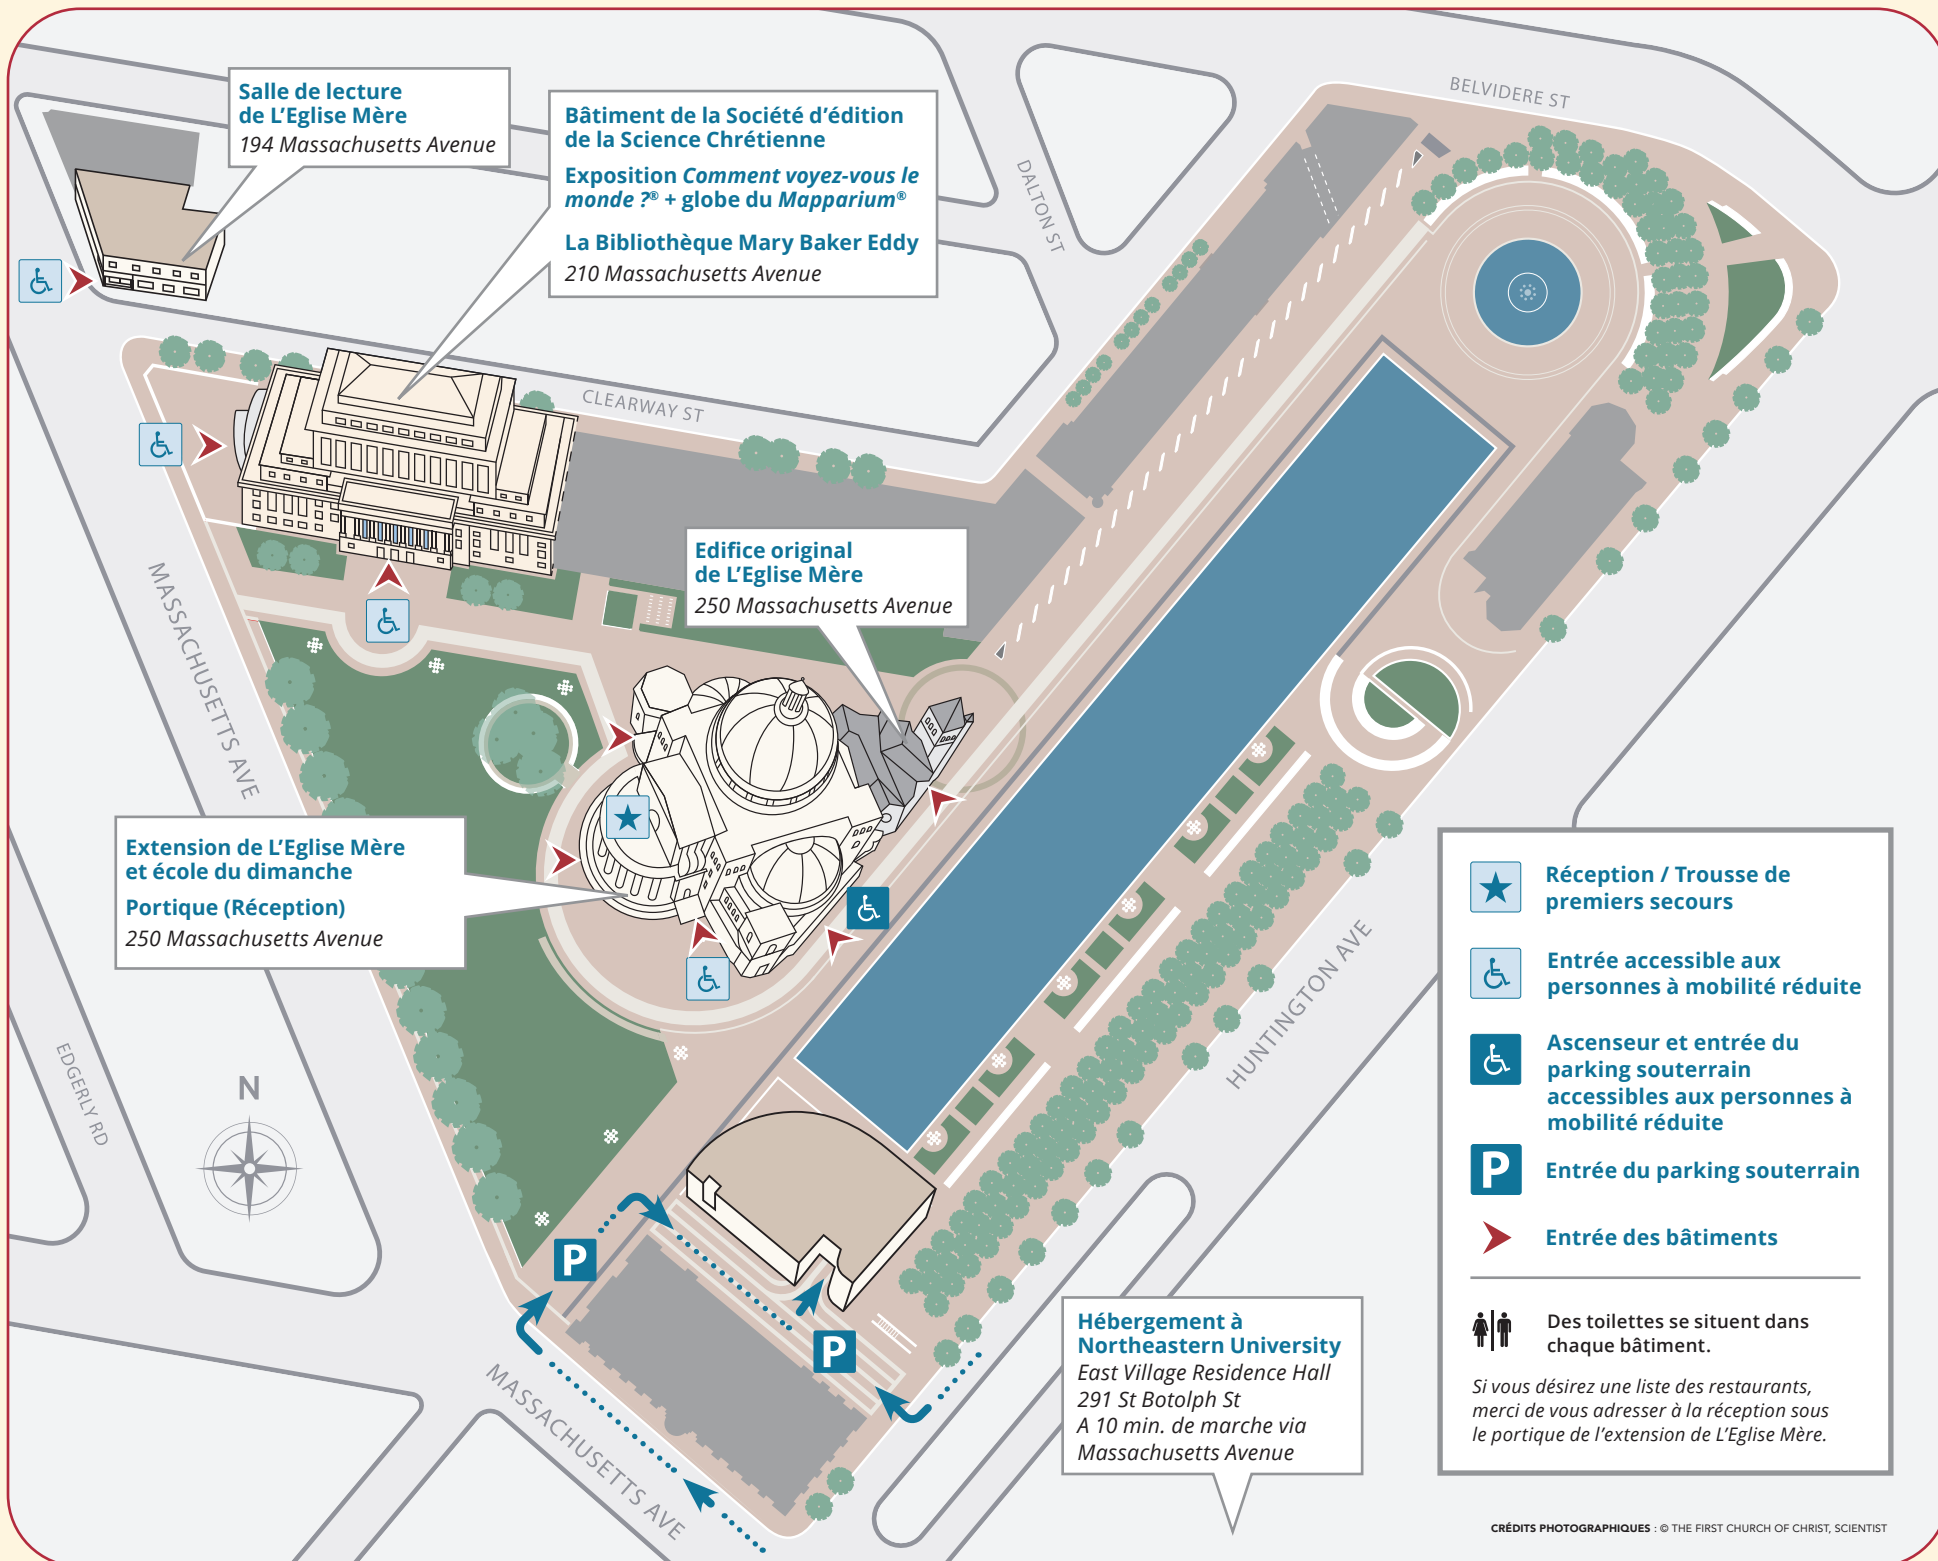 BELVIDERE ST
Salle de lecture
de L'Eglise Mère
194 Massachusetts Avenue
Bâtiment de la Société d'édition
de la Science Chrétienne
Exposition Comment voyez-vous le
monde ?® + globe du Mapparium®
La Bibliothèque Mary Baker Eddy
210 Massachusetts Avenue
DALTON ST
CLEARWAY ST
Edifice original
de L'Eglise Mère
250 Massachusetts Avenue
MASSACHUSETTS AVE
Extension de L'Eglise Mère
et école du dimanche
Portique (Réception)
250 Massachusetts Avenue
EDGERLY RD
N
HUNTINGTON AVE
P
P
MASSACHUSETTS AVE
Hébergement à
Northeastern University
East Village Residence Hall
291 St Botolph St
A 10 min. de marche via
Massachusetts Avenue
Réception / Trousse de
premiers secours
Entrée accessible aux
personnes à mobilité réduite
Ascenseur et entrée du
parking souterrain
accessibles aux personnes à
mobilité réduite
P
Entrée du parking souterrain
Entrée des bâtiments
Des toilettes se situent dans
chaque bâtiment.
Si vous désirez une liste des restaurants,
merci de vous adresser à la réception sous
le portique de l'extension de L'Eglise Mère.
CRÉDITS PHOTOGRAPHIQUES : © THE FIRST CHURCH OF CHRIST, SCIENTIST